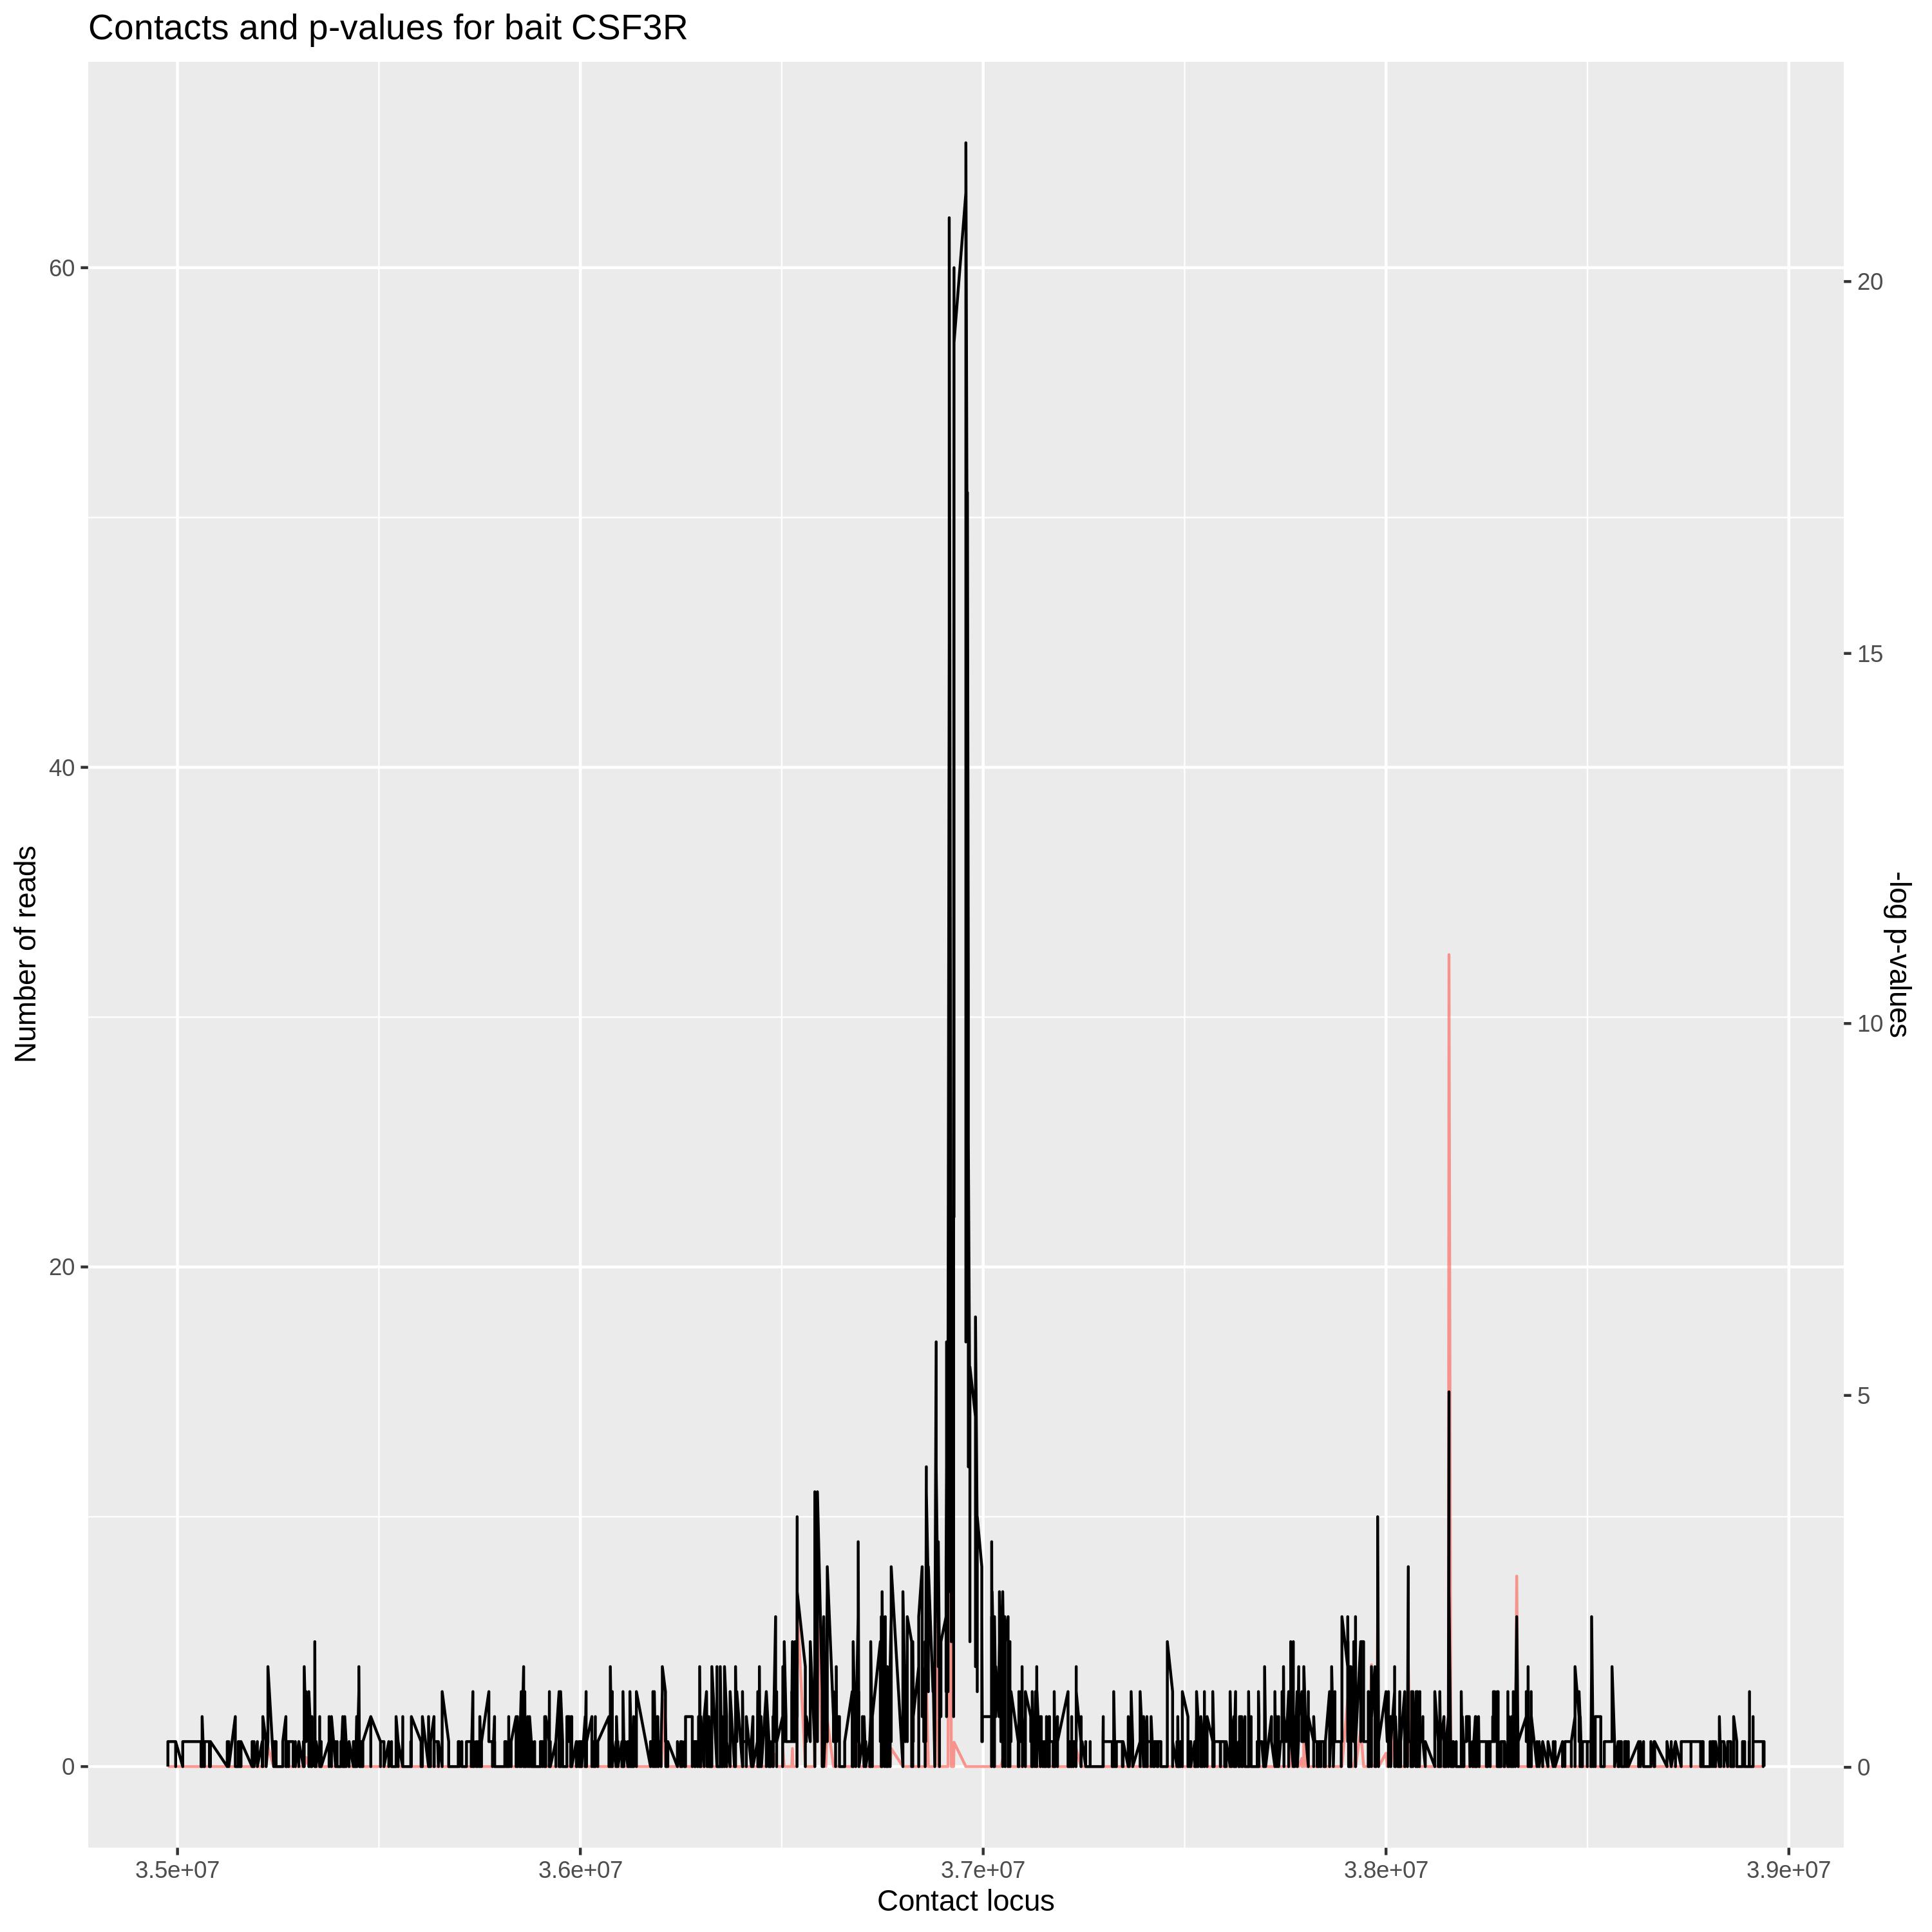 Contacts and p-values for bait CSF3R
Number of reads
60
40
20
0
-log p-values
20
15
10
5
0
3.5e+07
3.6e+07
3.7e+07
3.8e+07
3.9e+07
Contact locus